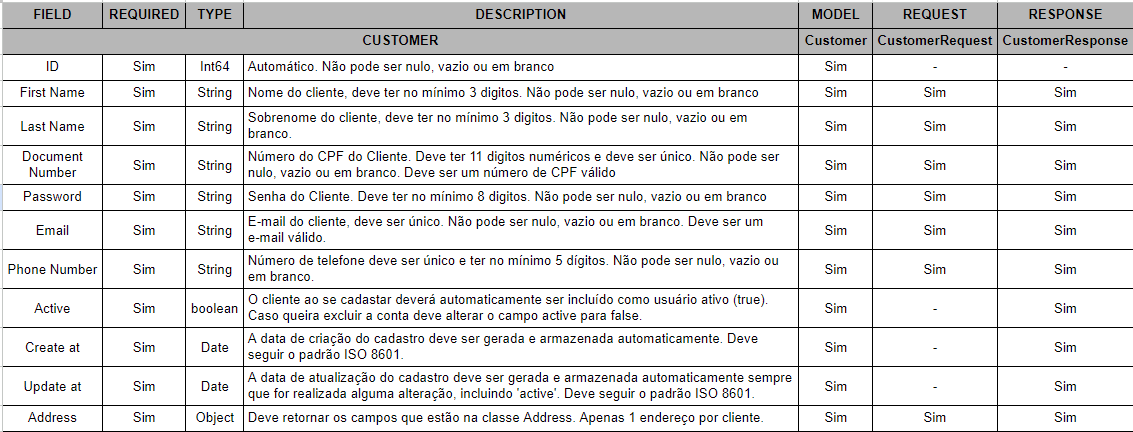 FIELD REQUIRED TYPE DESCRIPTION MODEL REQUEST RESPONSE
CUSTOMER Customer CustomerRequest CustomerResponse
ID Sim Int64 Automático. Não pode ser nulo, vazio ou em branco Sim - -
First Name Sim String Nome do cliente, deve ter no mínimo 3 digitos. Não pode ser nulo, vazio ou em branco Sim Sim Sim
Last Name Sim String Sobrenome do cliente, deve ter no mínimo 3 digitos. Não pode ser nulo, vazio ou em
branco. Sim Sim Sim
Document
Number Sim String Número do CPF do Cliente. Deve ter 11 digitos numéricos e deve ser único. Não pode ser
nulo, vazio ou em branco. Deve ser um número de CPF válido Sim Sim Sim
Password Sim String Senha do Cliente. Deve ter no mínimo 8 digitos. Não pode ser nulo, vazio ou em branco Sim Sim Sim
Email Sim String E-mail do cliente, deve ser único. Não pode ser nulo, vazio ou em branco. Deve ser um
e-mail válido. Sim Sim Sim
Phone Number Sim String Número de telefone deve ser único e ter no mínimo 5 dígitos. Não pode ser nulo, vazio ou
em branco. Sim Sim Sim
Active Sim boolean O cliente ao se cadastar deverá automaticamente ser incluído como usuário ativo (true).
Caso queira excluir a conta deve alterar o campo active para false. Sim - Sim
Create at Sim Date A data de criação do cadastro deve ser gerada e armazenada automaticamente. Deve
seguir o padrão ISO 8601. Sim - Sim
Update at Sim Date A data de atualização do cadastro deve ser gerada e armazenada automaticamente sempre
que for realizada alguma alteração, incluindo 'active'. Deve seguir o padrão ISO 8601. Sim - Sim
Address Sim Object Deve retornar os campos que estão na classe Address. Apenas 1 endereço por cliente. Sim Sim Sim